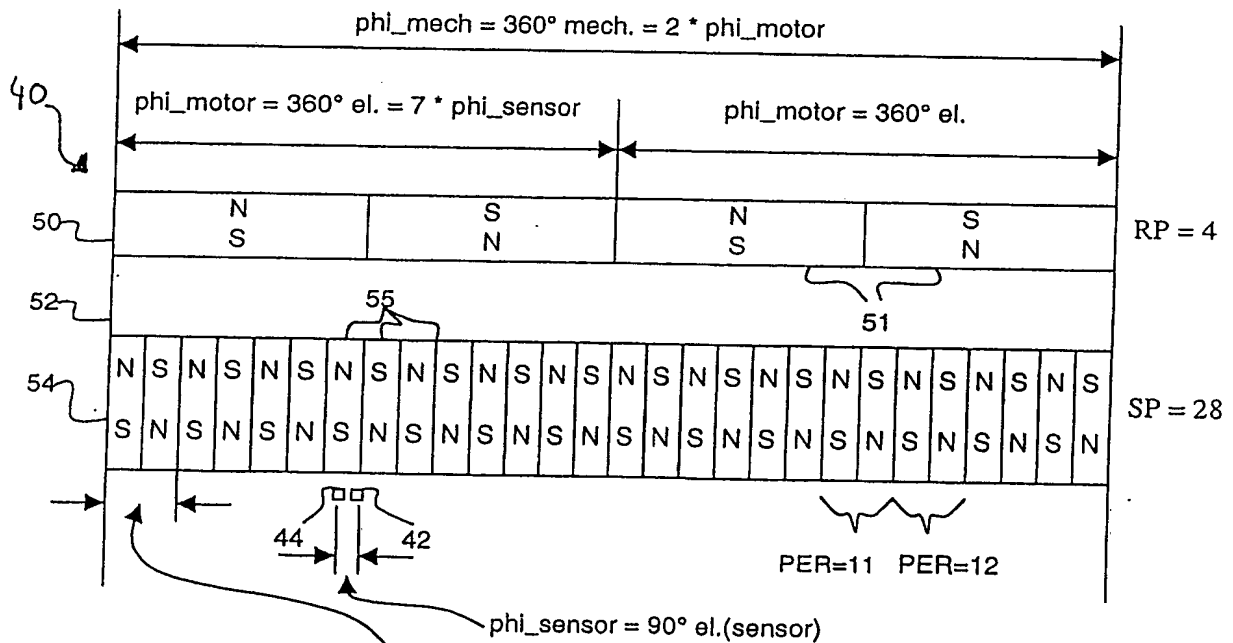 phi_mech = 360° mech. = 2 * phi_motor
40
phi_motor = 360° el. = 7 * phi_sensor
phi_motor = 360° el.
50
N S N S
S N S N
RP = 4
52
55
51
54
N S N S N S N S N S N S N S N S N S N S N S N S N S N S
S N S N S N S N S N S N S N S N S N S N S N S N S N S N
SP = 28
44
42
PER=11 PER=12
phi_sensor = 90° el.(sensor)